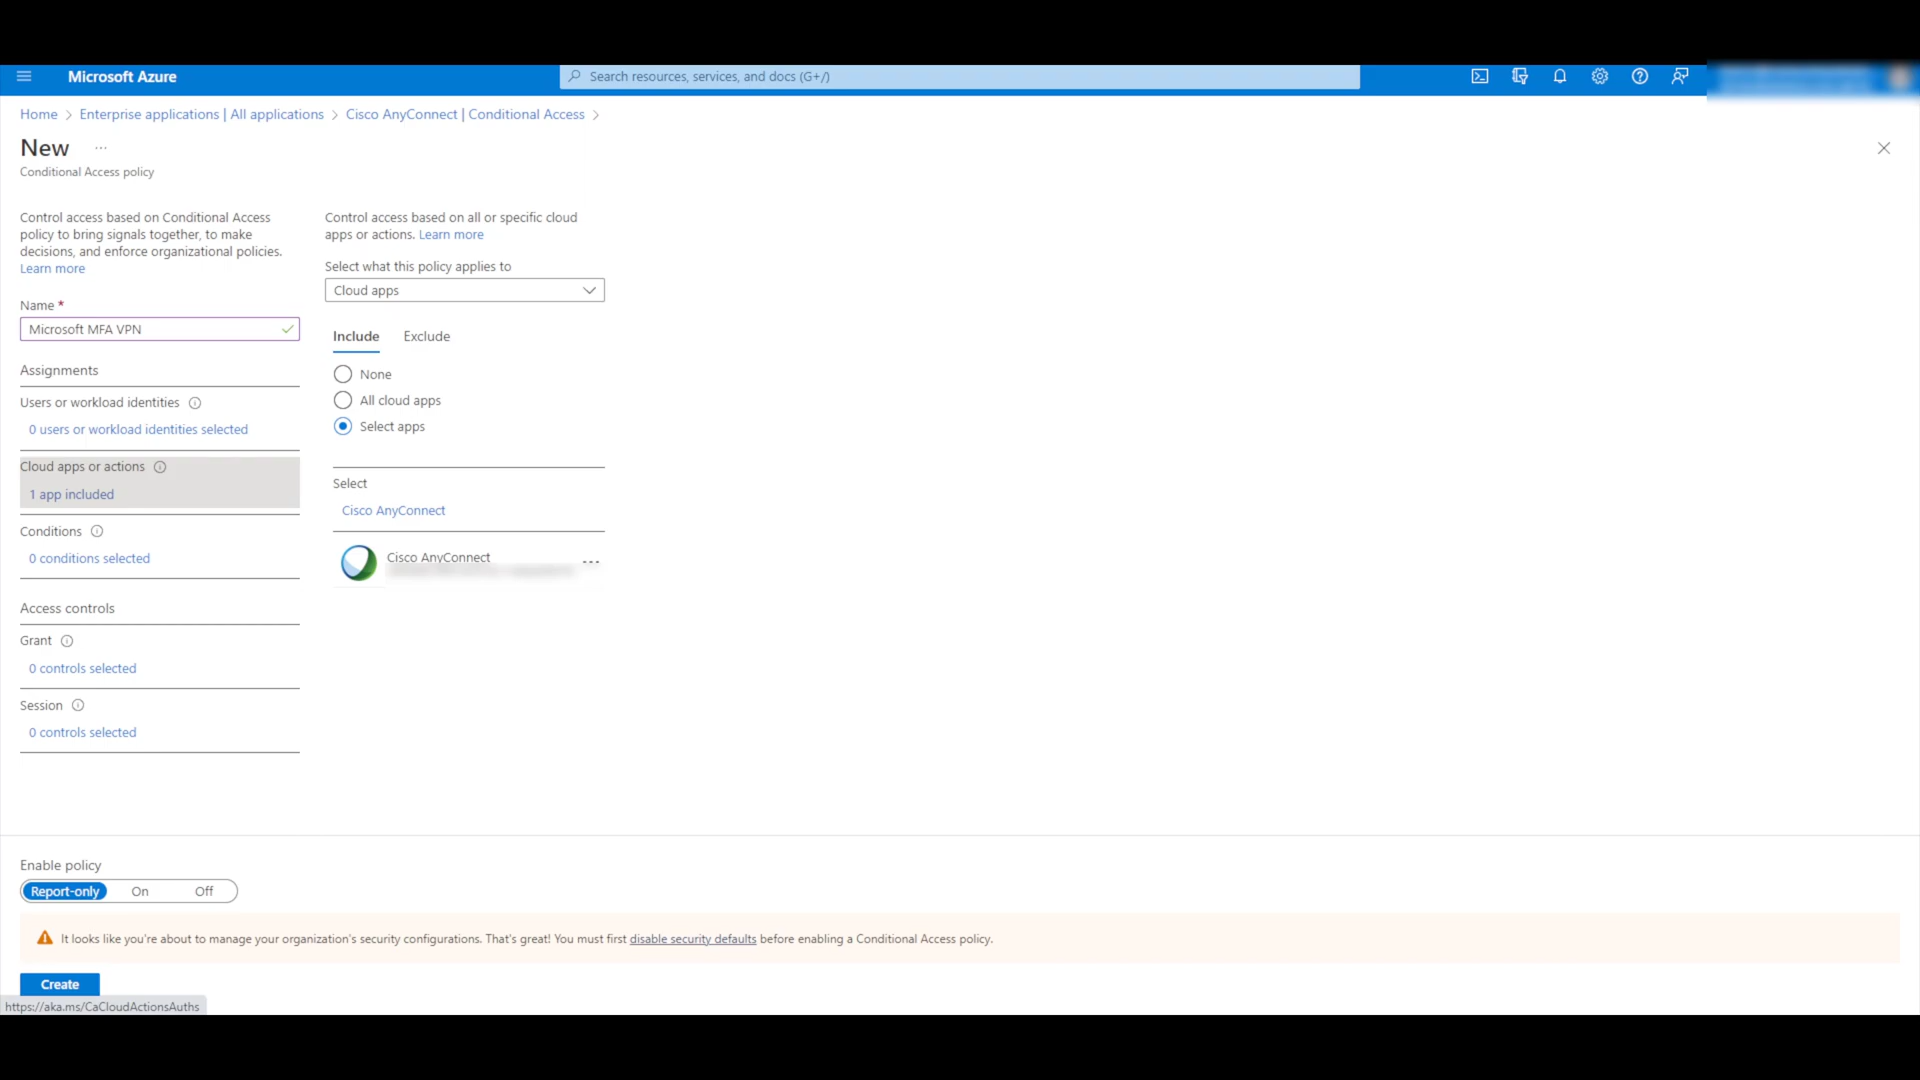 Microsoft Azure
Search resources, services, and docs (G+/)
Home > Enterprise applications | All applications > Cisco AnyConnect | Conditional Access >
New ...
Conditional Access policy
Control access based on Conditional Access
policy to bring signals together, to make
decisions, and enforce organizational policies.
Learn more
Name *
Microsoft MFA VPN
Assignments
Users or workload identities
0 users or workload identities selected
Cloud apps or actions
1 app included
Conditions
0 conditions selected
Access controls
Grant
0 controls selected
Session
0 controls selected
Control access based on all or specific cloud
apps or actions. Learn more
Select what this policy applies to
Cloud apps
Include Exclude
None
All cloud apps
Select apps
Select
Cisco AnyConnect
Cisco AnyConnect
Enable policy
Report-only On Off
It looks like you're about to manage your organization's security configurations. That's great! You must first disable security defaults before enabling a Conditional Access policy.
Create
https://aka.ms/CaCloudActionsAuths